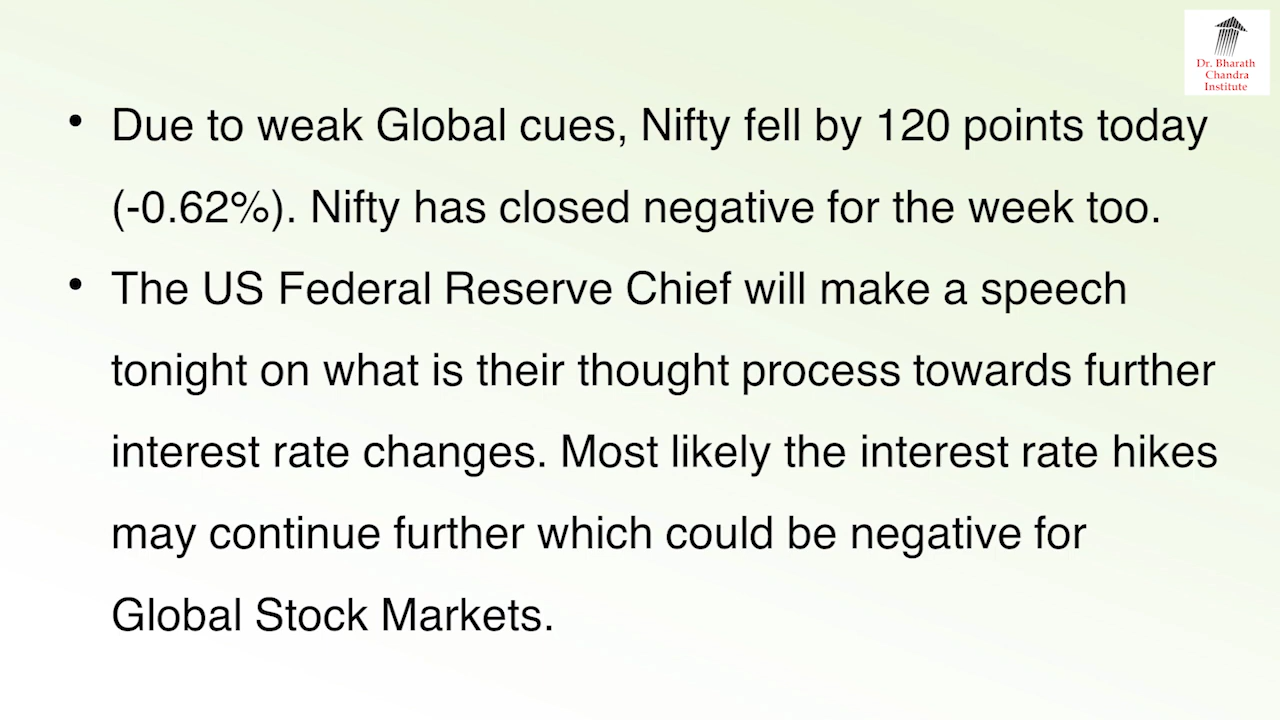 Dr. Bharath
Chandra
Institute
• Due to weak Global cues, Nifty fell by 120 points today
(-0.62%). Nifty has closed negative for the week too.
• The US Federal Reserve Chief will make a speech
tonight on what is their thought process towards further
interest rate changes. Most likely the interest rate hikes
may continue further which could be negative for
Global Stock Markets.